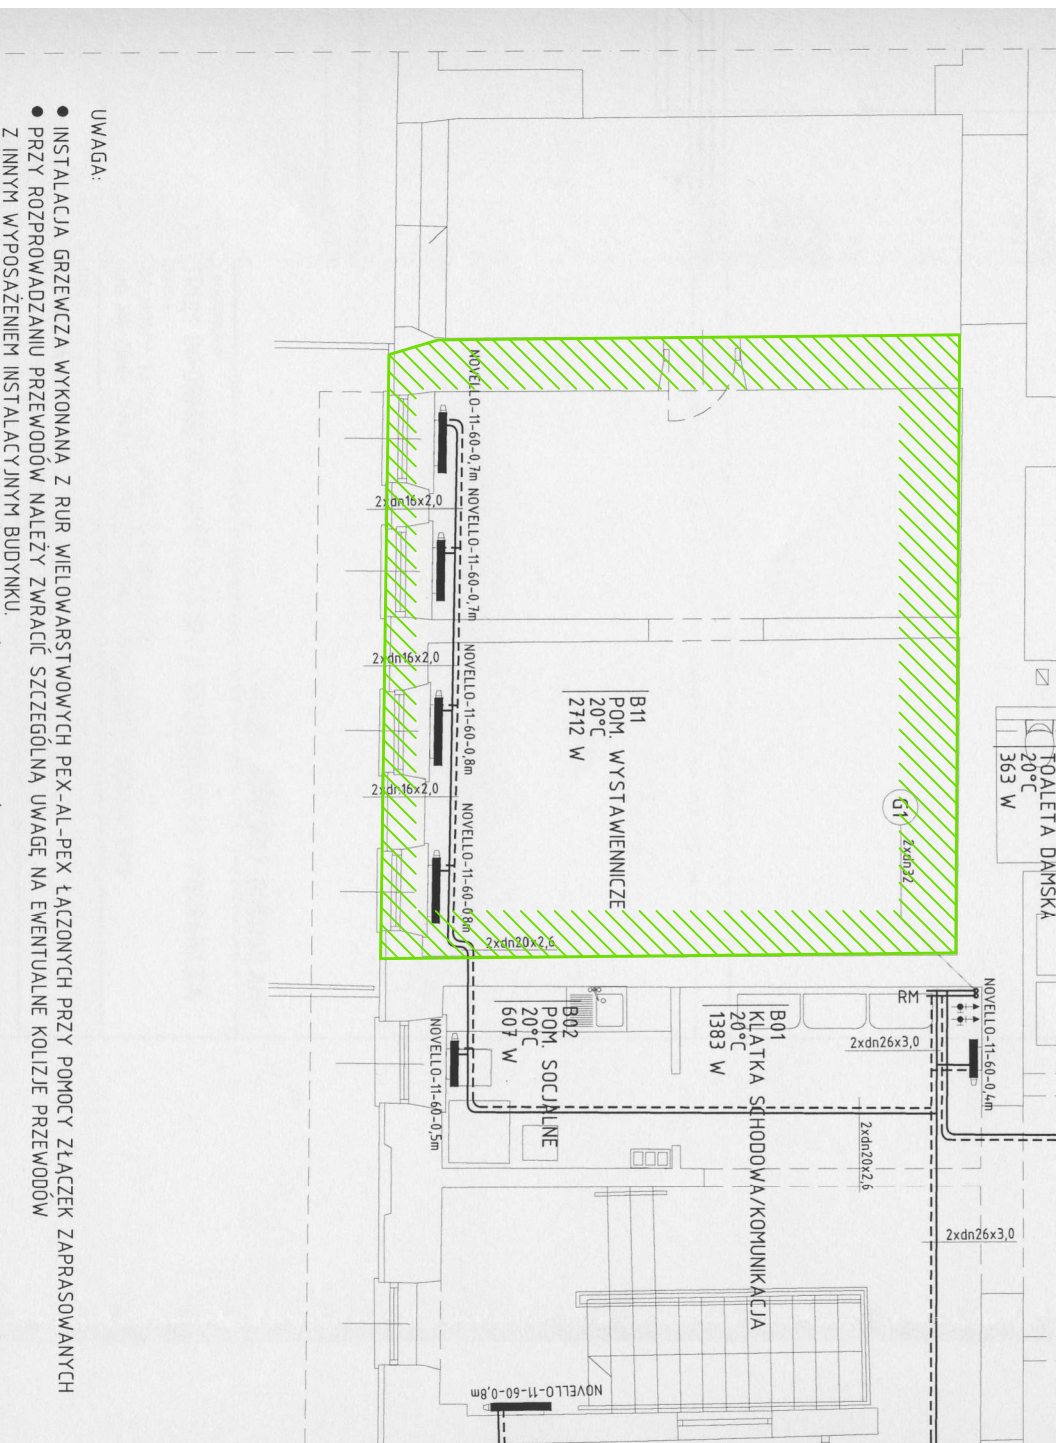 UWAGA:
● INSTALACJA GRZEWCZA WYKONANA Z RUR WIELOWARSTWOWYCH PEX-AL-PEX ŁĄCZONYCH PRZY POMOCY ZŁĄCZEK ZAPRASOWANYCH
● PRZY ROZPROWADZANIU PRZEWODÓW NALEŻY ZWRACIĆ SZCZEGÓLNĄ UWAGĘ NA EWENTUALNE KOLIZJE PRZEWODÓW
Z INNYM WYPOSAŻENIEM INSTALACYJNYM BUDYNKU.
NOVELLO-11-60-0,7m
NOVELLO-11-60-0,7m
NOVELLO-11-60-0,8m
NOVELLO-11-60-0,8m
2xdn16x2,0
2xdn16x2,0
2xdn16x2,0
2xdn20x2,6
B11
POM. WYSTAWIENNICZE
20°C
2712 W
G1
2xdn32
TOALETA DAMSKA
20°C
363 W
RM
NOVELLO-11-60-0,4m
2xdn26x3,0
B01
KLATKA SCHODOWA/KOMUNIKACJA
20°C
1383 W
B02
POM. SOCJALNE
20°C
607 W
NOVELLO-11-60-0,5m
2xdn20x2,6
2xdn26x3,0
NOVELLO-11-60-0,8m